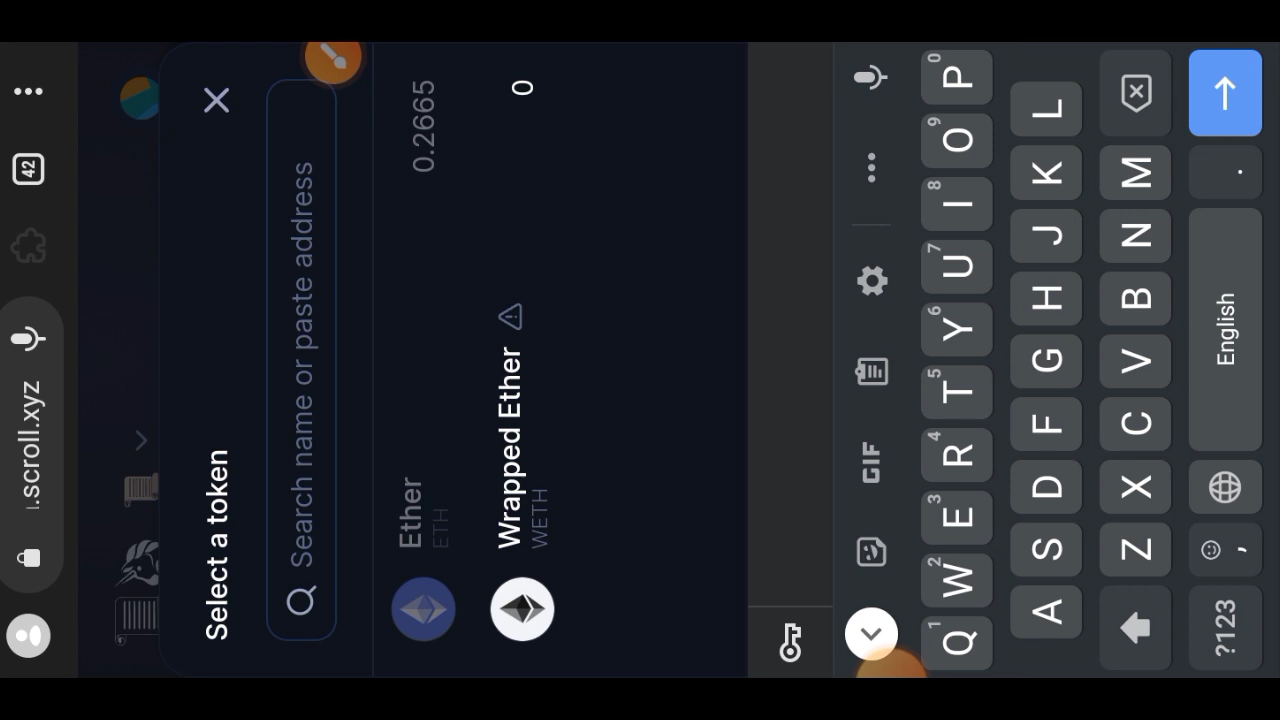 42
.scroll.xyz
Select a token
Search name or paste address
Ether
ETH
0.2665
Wrapped Ether
WETH
0
GIF
Q 1 W 2 E 3 R 4 T 5 Y 6 U 7 I 8 O 9 P 0
A S D F G H J K L
Z X C V B N M
?123 , English .